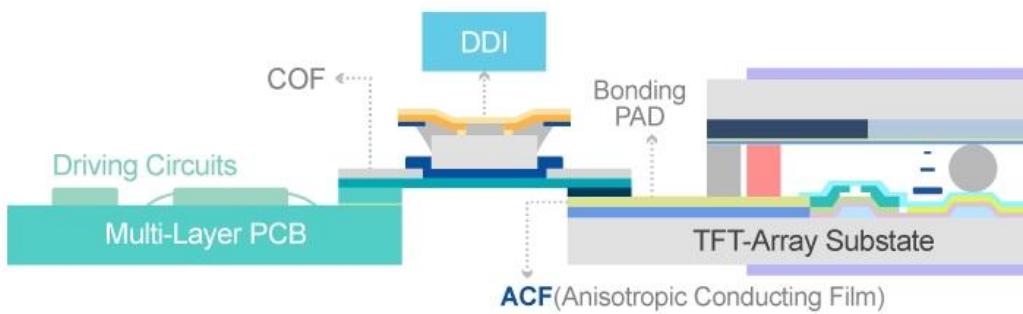 DDI
COF
Bonding
PAD
Driving Circuits
Multi-Layer PCB
TFT-Array Substate
ACF(Anisotropic Conducting Film)